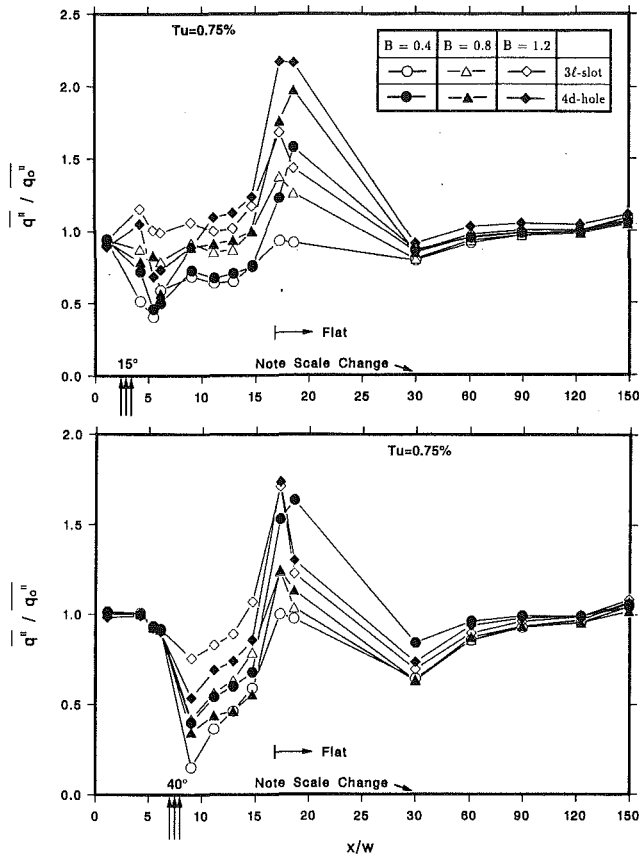 Tu=0.75%
B = 0.4 B = 0.8 B = 1.2
3ℓ-slot
4d-hole
2.5
2.0
1.5
1.0
0.5
0.0
q" / qo"
Flat
15°
Note Scale Change
0 5 10 15 20 30 60 90 120 150
Tu=0.75%
2.0
1.5
1.0
0.5
0.0
q" / qo"
Flat
40°
Note Scale Change
0 5 10 15 20 30 60 90 120 150
x/w